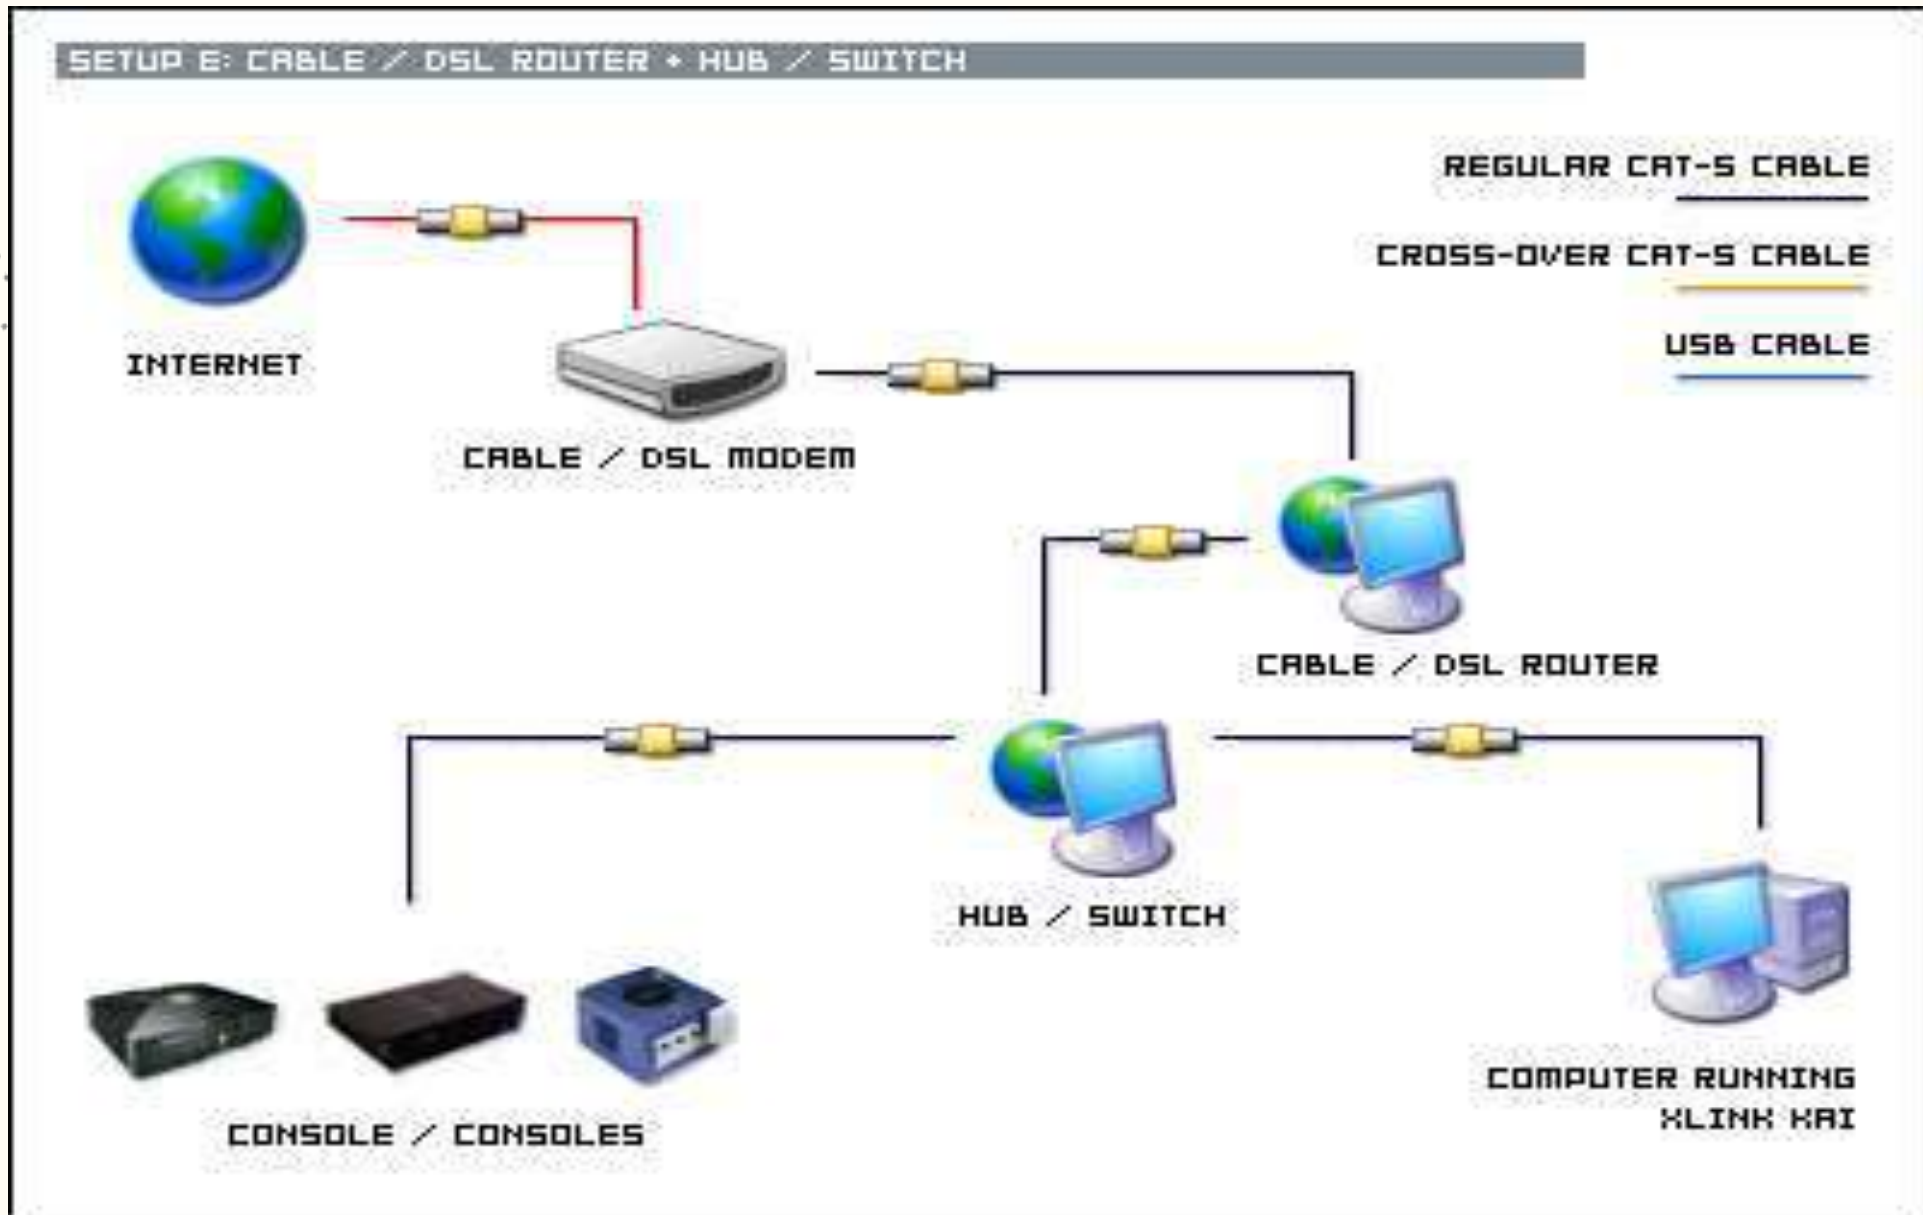 SETUP E: CABLE / DSL ROUTER + HUB / SWITCH
REGULAR CAT-5 CABLE
CROSS-OVER CAT-5 CABLE
USB CABLE
INTERNET
CABLE / DSL MODEM
CABLE / DSL ROUTER
HUB / SWITCH
COMPUTER RUNNING
XLINK KAI
CONSOLE / CONSOLES